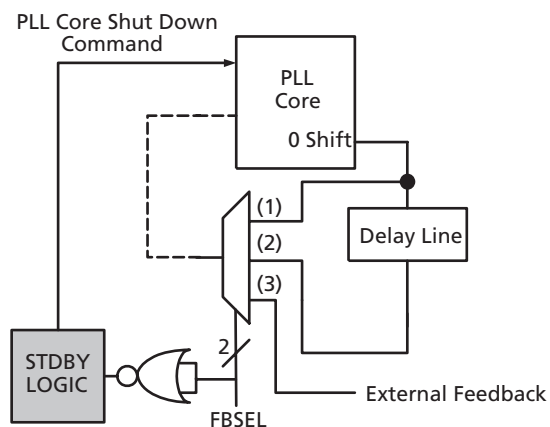 PLL Core Shut Down
Command
PLL
Core
0 Shift
(1)
(2)
(3)
Delay Line
2
STDBY
LOGIC
FBSEL
External Feedback